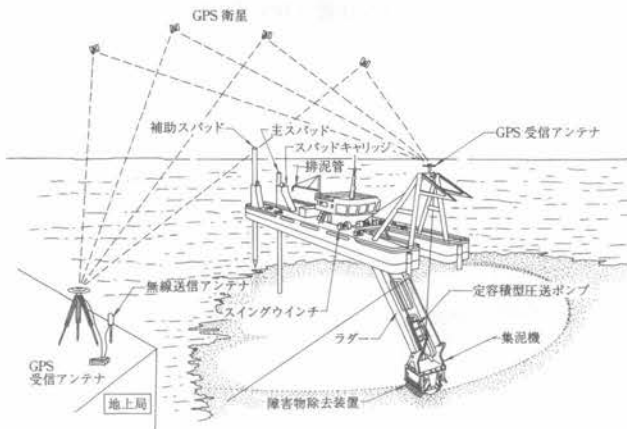 GPS 衛星
補助スパッド
主スパッド
スパッドキャリッジ
排泥管
GPS 受信アンテナ
無線送信アンテナ
スイングウインチ
定容積型圧送ポンプ
ラダー
集泥機
GPS
受信アンテナ
地上局
障害物除去装置